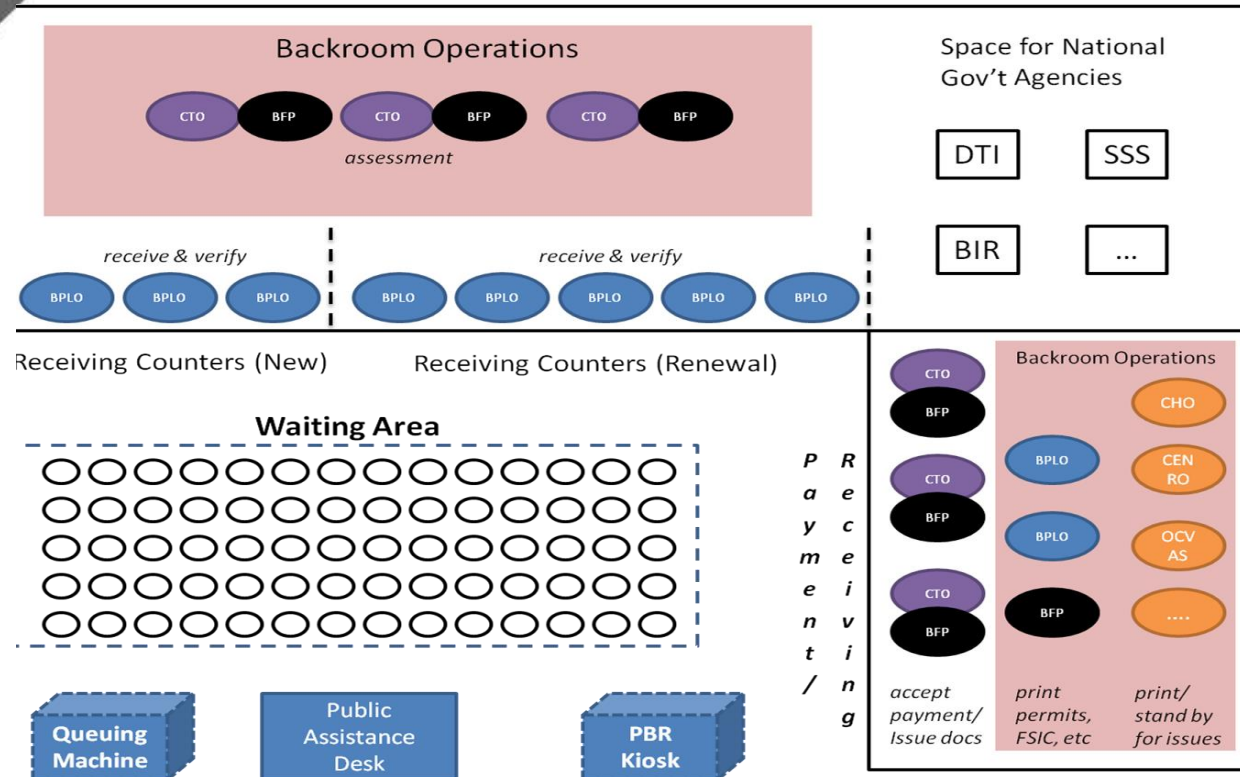 Backroom Operations
CTO BFP CTO BFP CTO BFP
assessment
Space for National
Gov't Agencies
DTI SSS
BIR ...
receive & verify
BPLO BPLO BPLO
receive & verify
BPLO BPLO BPLO BPLO BPLO
Receiving Counters (New)
Receiving Counters (Renewal)
Waiting Area
Payment/
Receiving
Queuing
Machine
Public
Assistance
Desk
PBR
Kiosk
CTO
BFP
CTO
BFP
CTO
BFP
accept
payment/
Issue docs
Backroom Operations
BPLO
BPLO
BFP
print
permits,
FSIC, etc
CHO
CEN
RO
OCV
AS
....
print/
stand by
for issues